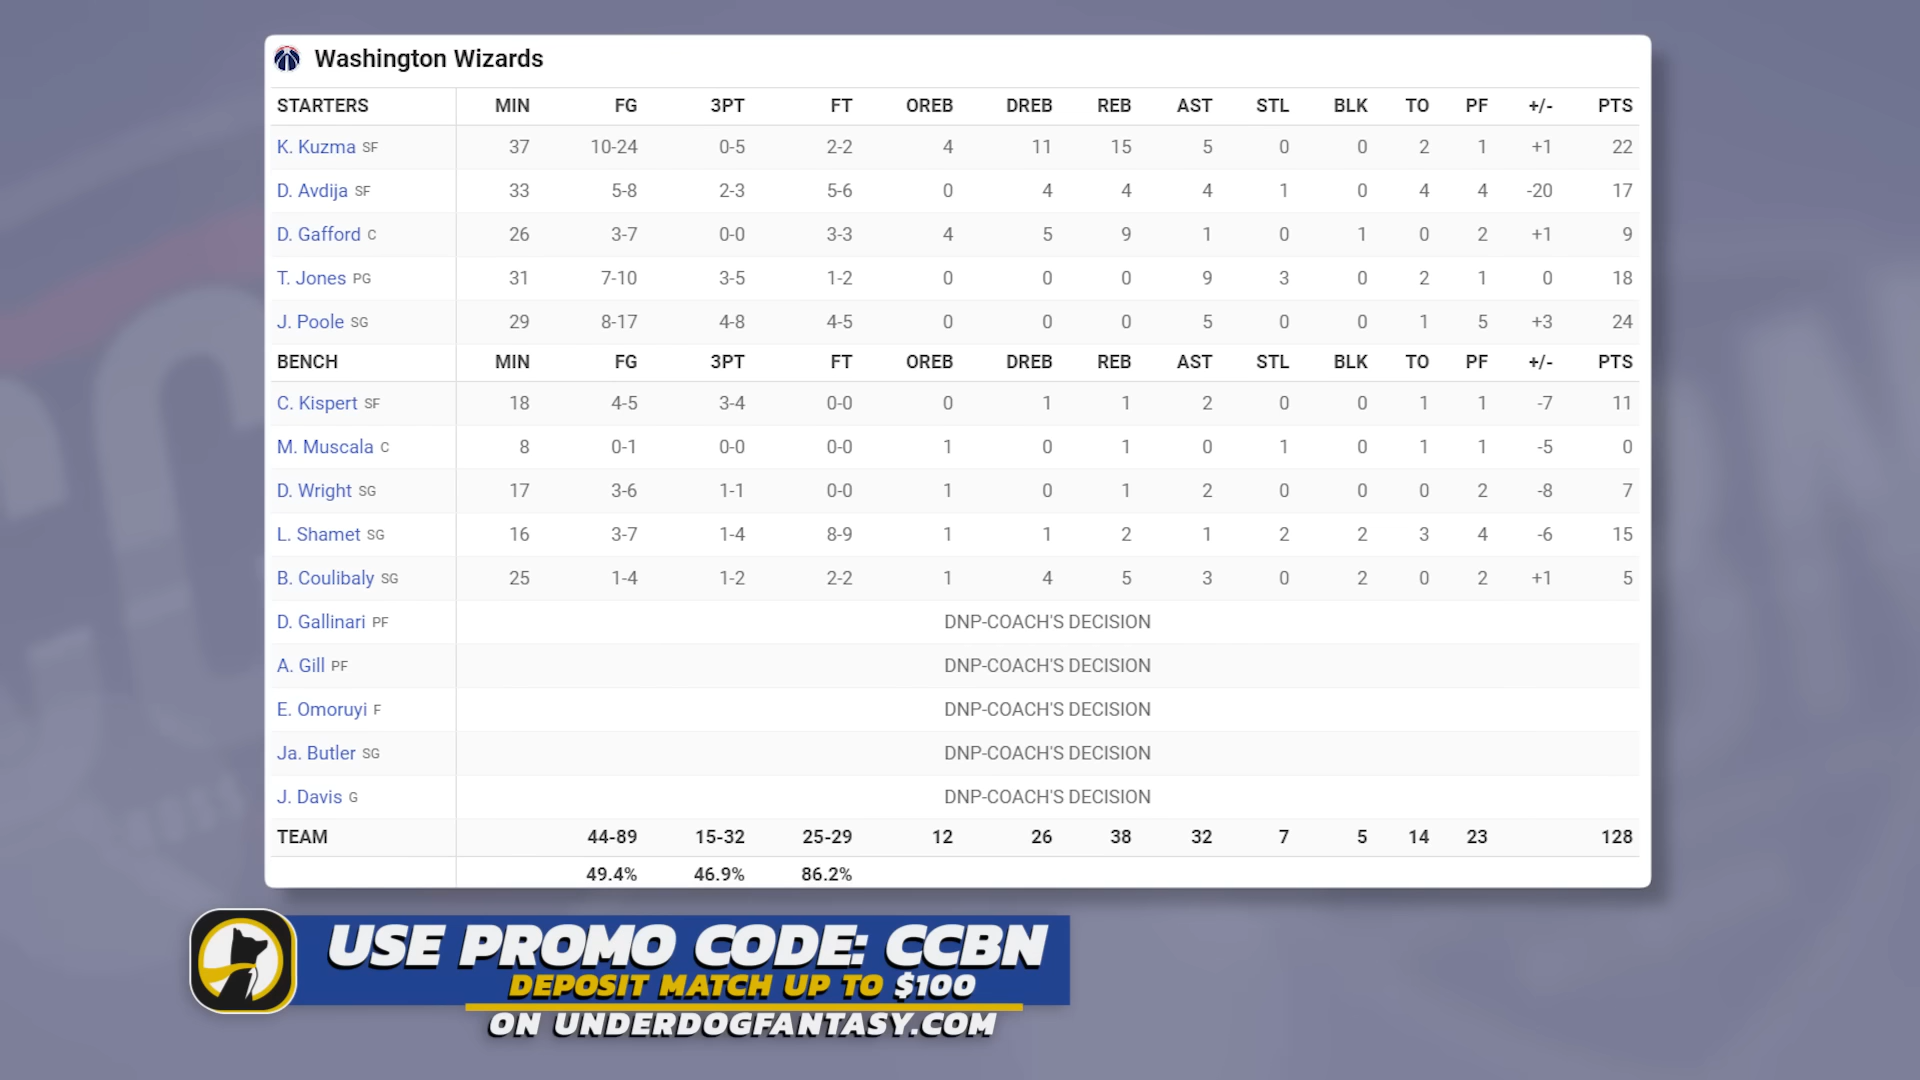 Washington Wizards
STARTERS MIN FG 3PT FT OREB DREB REB AST STL BLK TO PF +/- PTS
K. Kuzma SF 37 10-24 0-5 2-2 4 11 15 5 0 0 2 1 +1 22
D. Avdija SF 33 5-8 2-3 5-6 0 4 4 4 1 0 4 4 -20 17
D. Gafford C 26 3-7 0-0 3-3 4 5 9 1 0 1 0 2 +1 9
T. Jones PG 31 7-10 3-5 1-2 0 0 0 9 3 0 2 1 0 18
J. Poole SG 29 8-17 4-8 4-5 0 0 0 5 0 0 1 5 +3 24
BENCH MIN FG 3PT FT OREB DREB REB AST STL BLK TO PF +/- PTS
C. Kispert SF 18 4-5 3-4 0-0 0 1 1 2 0 0 1 1 -7 11
M. Muscala C 8 0-1 0-0 0-0 1 0 1 0 1 0 1 1 -5 0
D. Wright SG 17 3-6 1-1 0-0 1 0 1 2 0 0 0 2 -8 7
L. Shamet SG 16 3-7 1-4 8-9 1 1 2 1 2 2 3 4 -6 15
B. Coulibaly SG 25 1-4 1-2 2-2 1 4 5 3 0 2 0 2 +1 5
D. Gallinari PF DNP-COACH'S DECISION
A. Gill PF DNP-COACH'S DECISION
E. Omoruyi F DNP-COACH'S DECISION
Ja. Butler SG DNP-COACH'S DECISION
J. Davis G DNP-COACH'S DECISION
TEAM 44-89 15-32 25-29 12 26 38 32 7 5 14 23 128
49.4% 46.9% 86.2%
USE PROMO CODE: CCBN
DEPOSIT MATCH UP TO $100
ON UNDERDOGFANTASY.COM